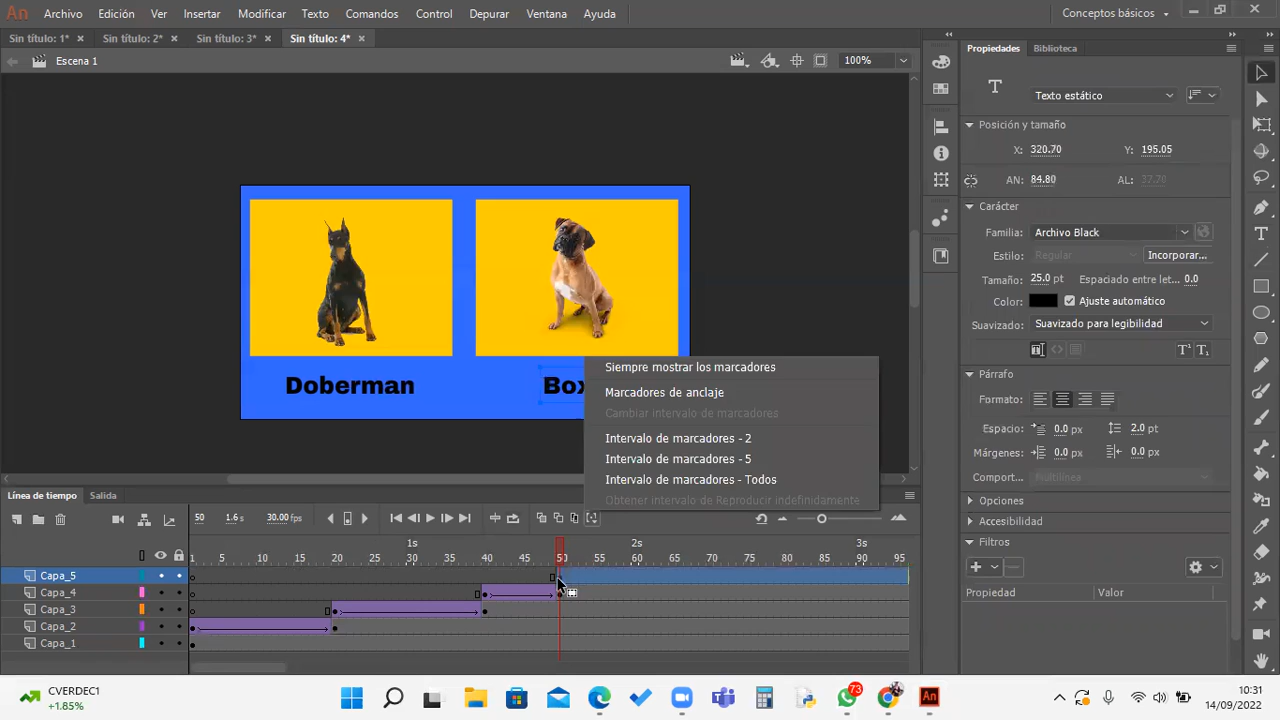 An Archivo Edición Ver Insertar Modificar Texto Comandos Control Depurar Ventana Ayuda Conceptos básicos
Sin título: 1* × Sin título: 2* × Sin título: 3* × Sin título: 4* ×
Escena 1 100%
Propiedades Biblioteca
Texto estático
Posición y tamaño
X: 320.70 Y: 195.05
AN: 84.80 AL: 37.70
Carácter
Familia: Archivo Black
Estilo: Regular Incorporar...
Tamaño: 25.0 pt Espaciado entre let... 0.0
Color: Ajuste automático
Suavizado: Suavizado para legibilidad
Párrafo
Formato:
Espacio: 0.0 px 2.0 pt
Márgenes: 0.0 px 0.0 px
Comport... Multilínea
Opciones
Accesibilidad
Filtros
Propiedad Valor
Doberman Box
Siempre mostrar los marcadores
Marcadores de anclaje
Cambiar intervalo de marcadores
Intervalo de marcadores - 2
Intervalo de marcadores - 5
Intervalo de marcadores - Todos
Obtener intervalo de Reproducir indefinidamente
Línea de tiempo Salida
50 1.6 s 30.00 fps
1s 2s 3s
1 5 10 15 20 25 30 35 40 45 50 55 60 65 70 75 80 85 90 95
Capa_5
Capa_4
Capa_3
Capa_2
Capa_1
CVERDEC1
+1.85%
73
An
10:31
14/09/2022